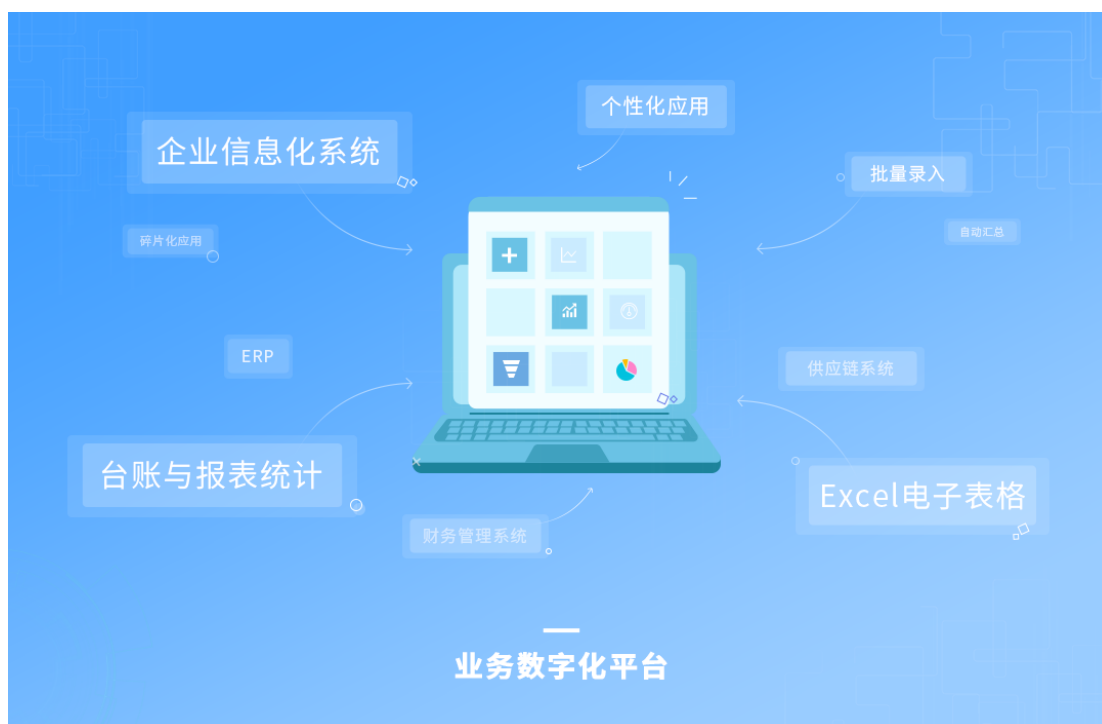 个性化应用
企业信息化系统
批量录入
碎片化应用
自动汇总
ERP
供应链系统
台账与报表统计
Excel电子表格
财务管理系统
业务数字化平台